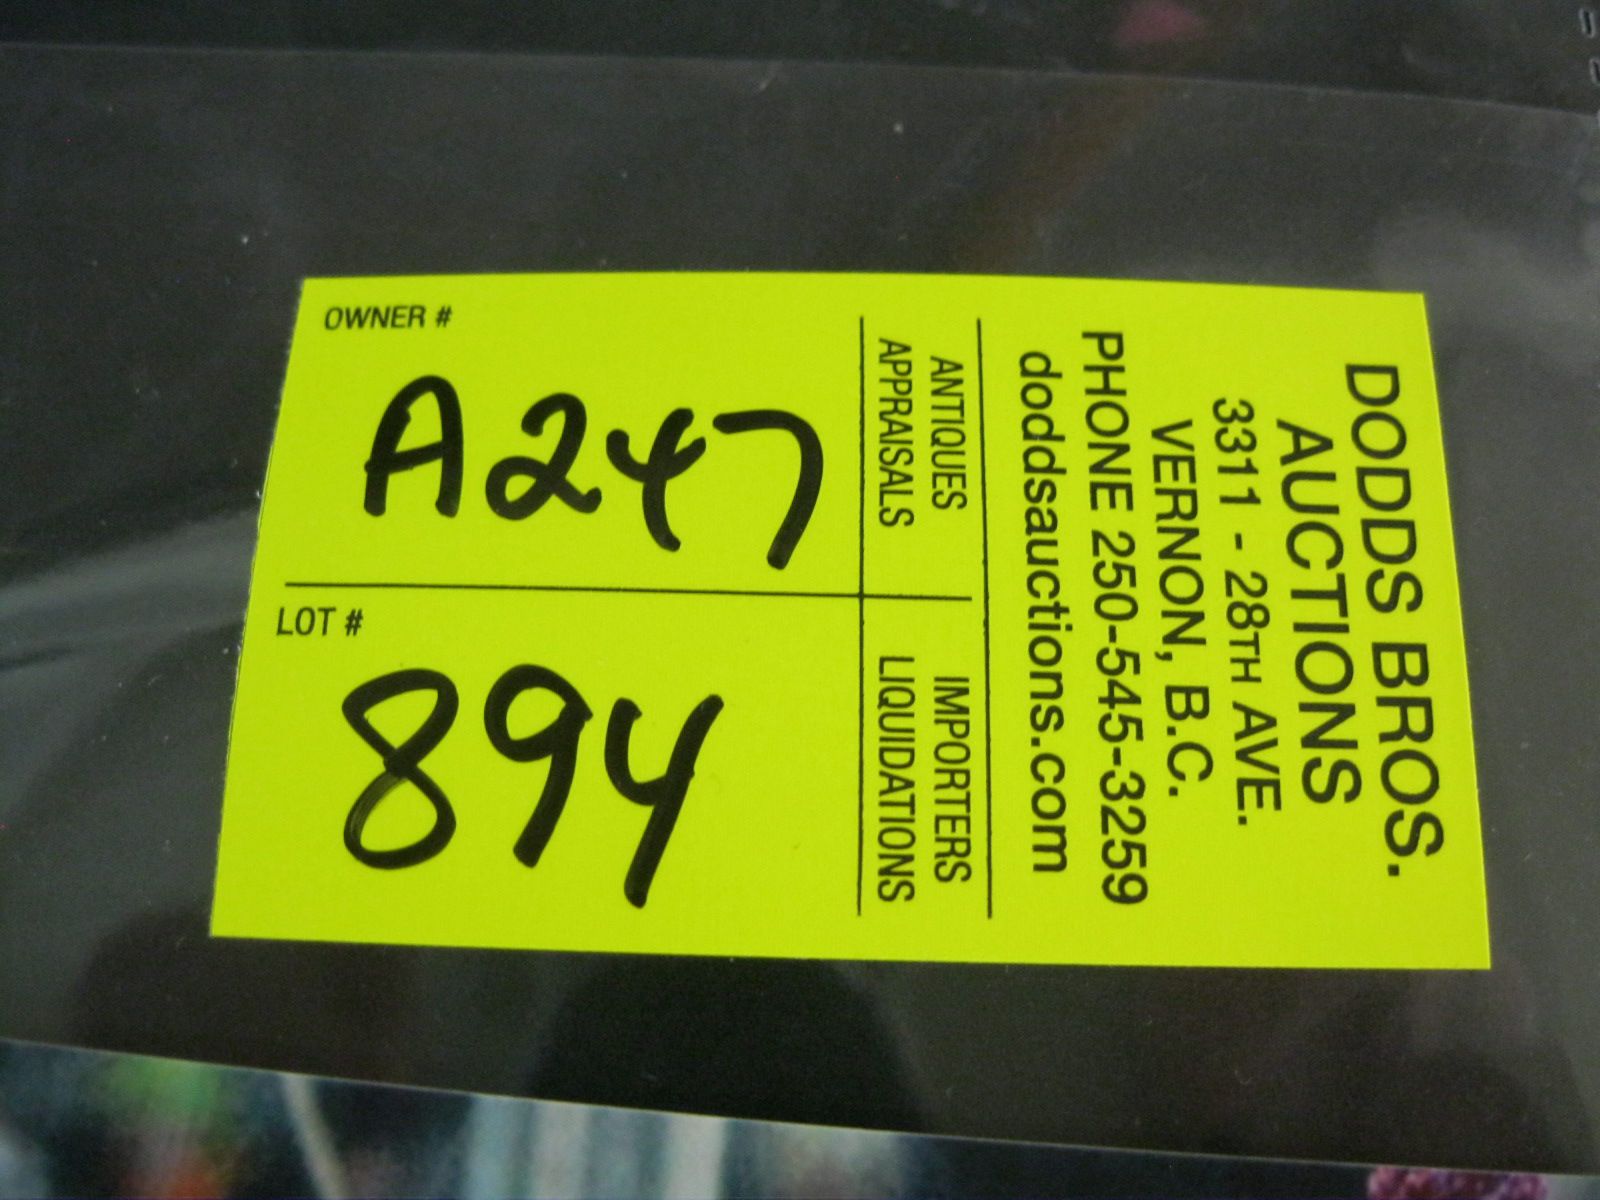 DODDS BROS.
AUCTIONS
3311 - 28TH AVE.
VERNON, B.C.
PHONE 250-545-3259
doddsauctions.com
ANTIQUES
APPRAISALS
IMPORTERS
LIQUIDATIONS
OWNER #
A247
LOT #
894